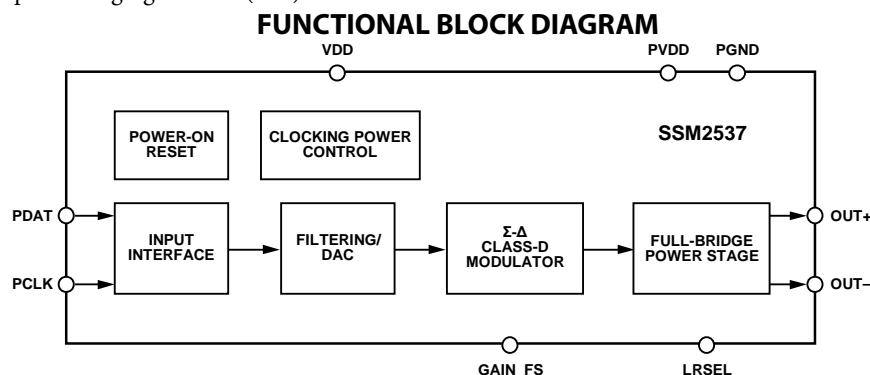 FUNCTIONAL BLOCK DIAGRAM
VDD
PVDD
PGND
POWER-ON
RESET
CLOCKING POWER
CONTROL
SSM2537
PDAT
PCLK
INPUT
INTERFACE
FILTERING/
DAC
Σ-Δ
CLASS-D
MODULATOR
FULL-BRIDGE
POWER STAGE
OUT+
OUT–
GAIN_FS
LRSEL